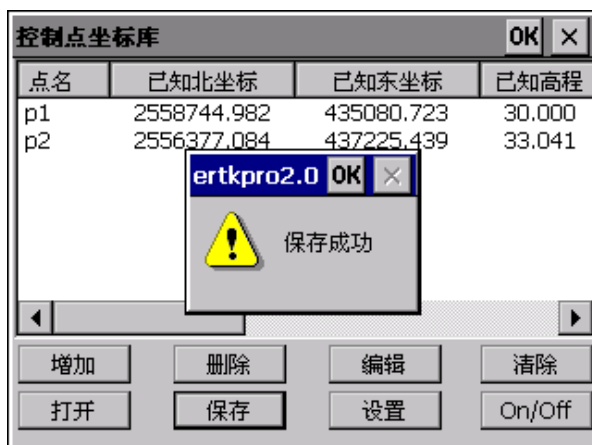 控制点坐标库 OK ×
点名 已知北坐标 已知东坐标 已知高程
p1 2558744.982 435080.723 30.000
p2 2556377.084 437225.439 33.041
ertkpro2.0 OK ×
保存成功
增加 删除 编辑 清除
打开 保存 设置 On/Off